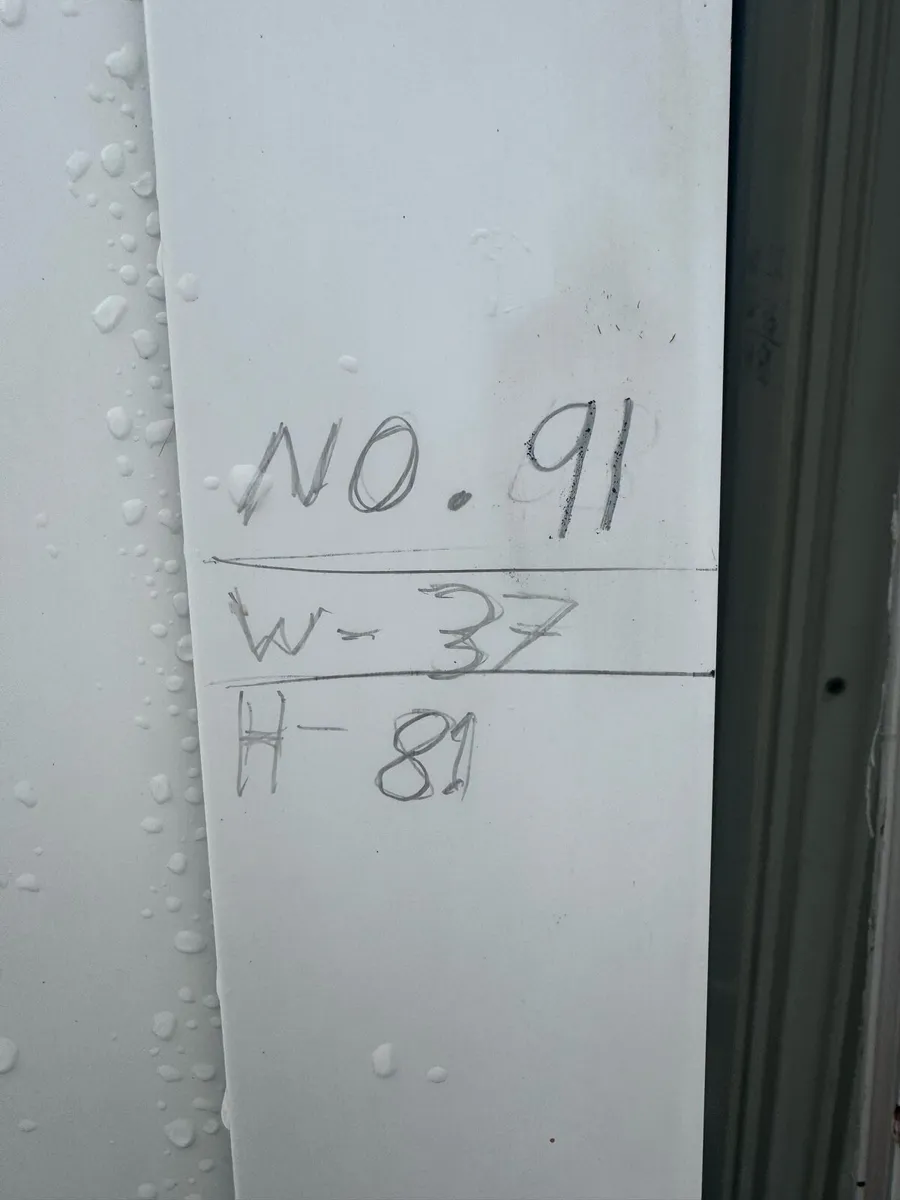 NO. 91
W- 37
H- 81